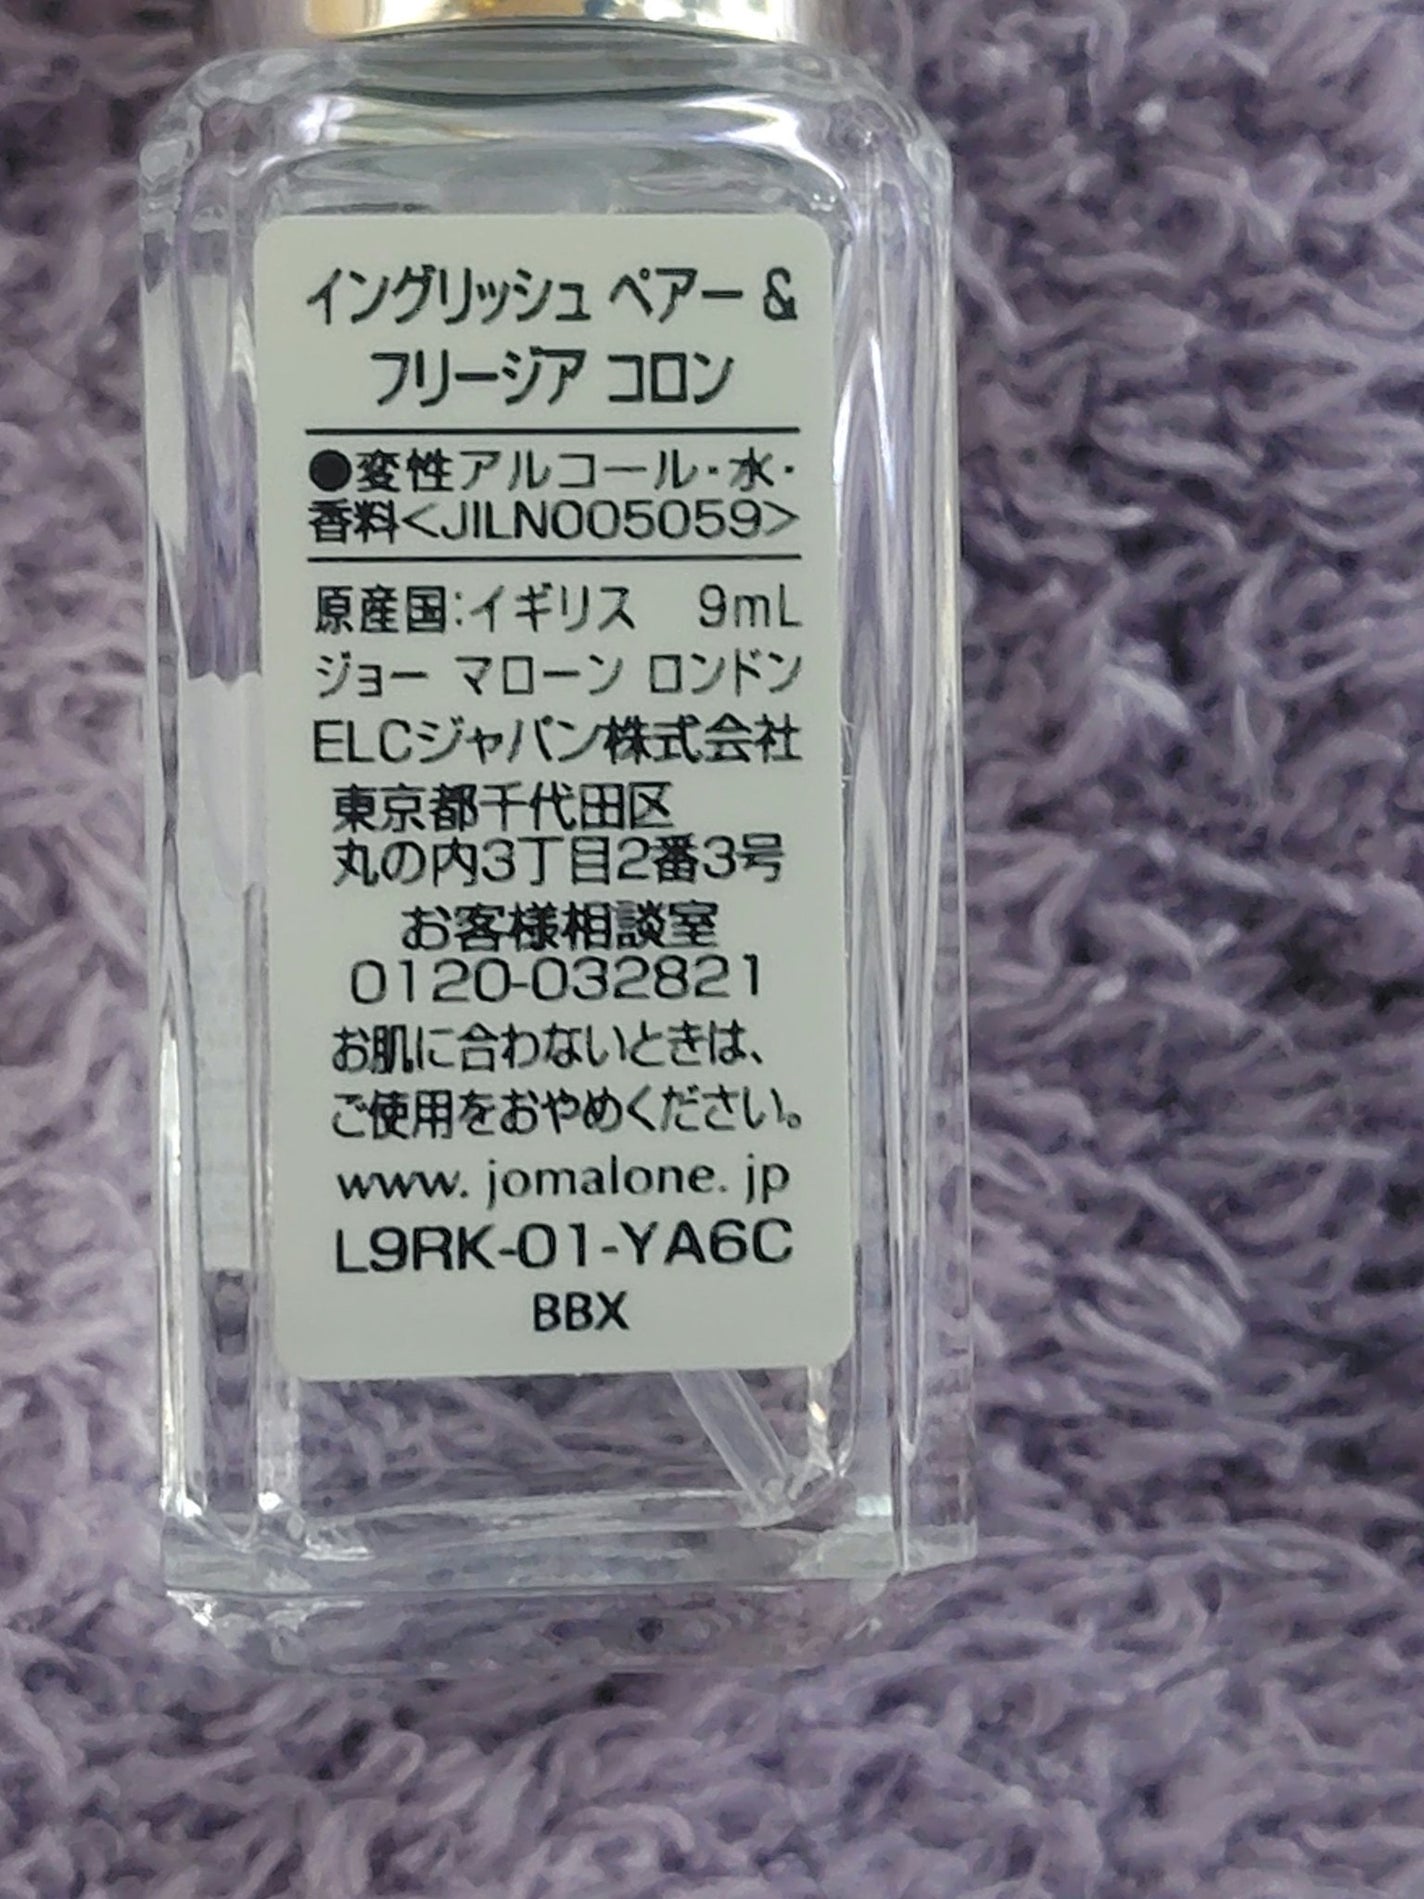 イングリッシュ ペアー &
フリージア コロン
●変性アルコール・水・
香料<JILN005059>
原産国:イギリス 9mL
ジョー マローン ロンドン
ELCジャパン株式会社
東京都千代田区
丸の内3丁目2番3号
お客様相談室
0120-032821
お肌に合わないときは、
ご使用をおやめください。
www.jomalone.jp
L9RK-01-YA6C
BBX